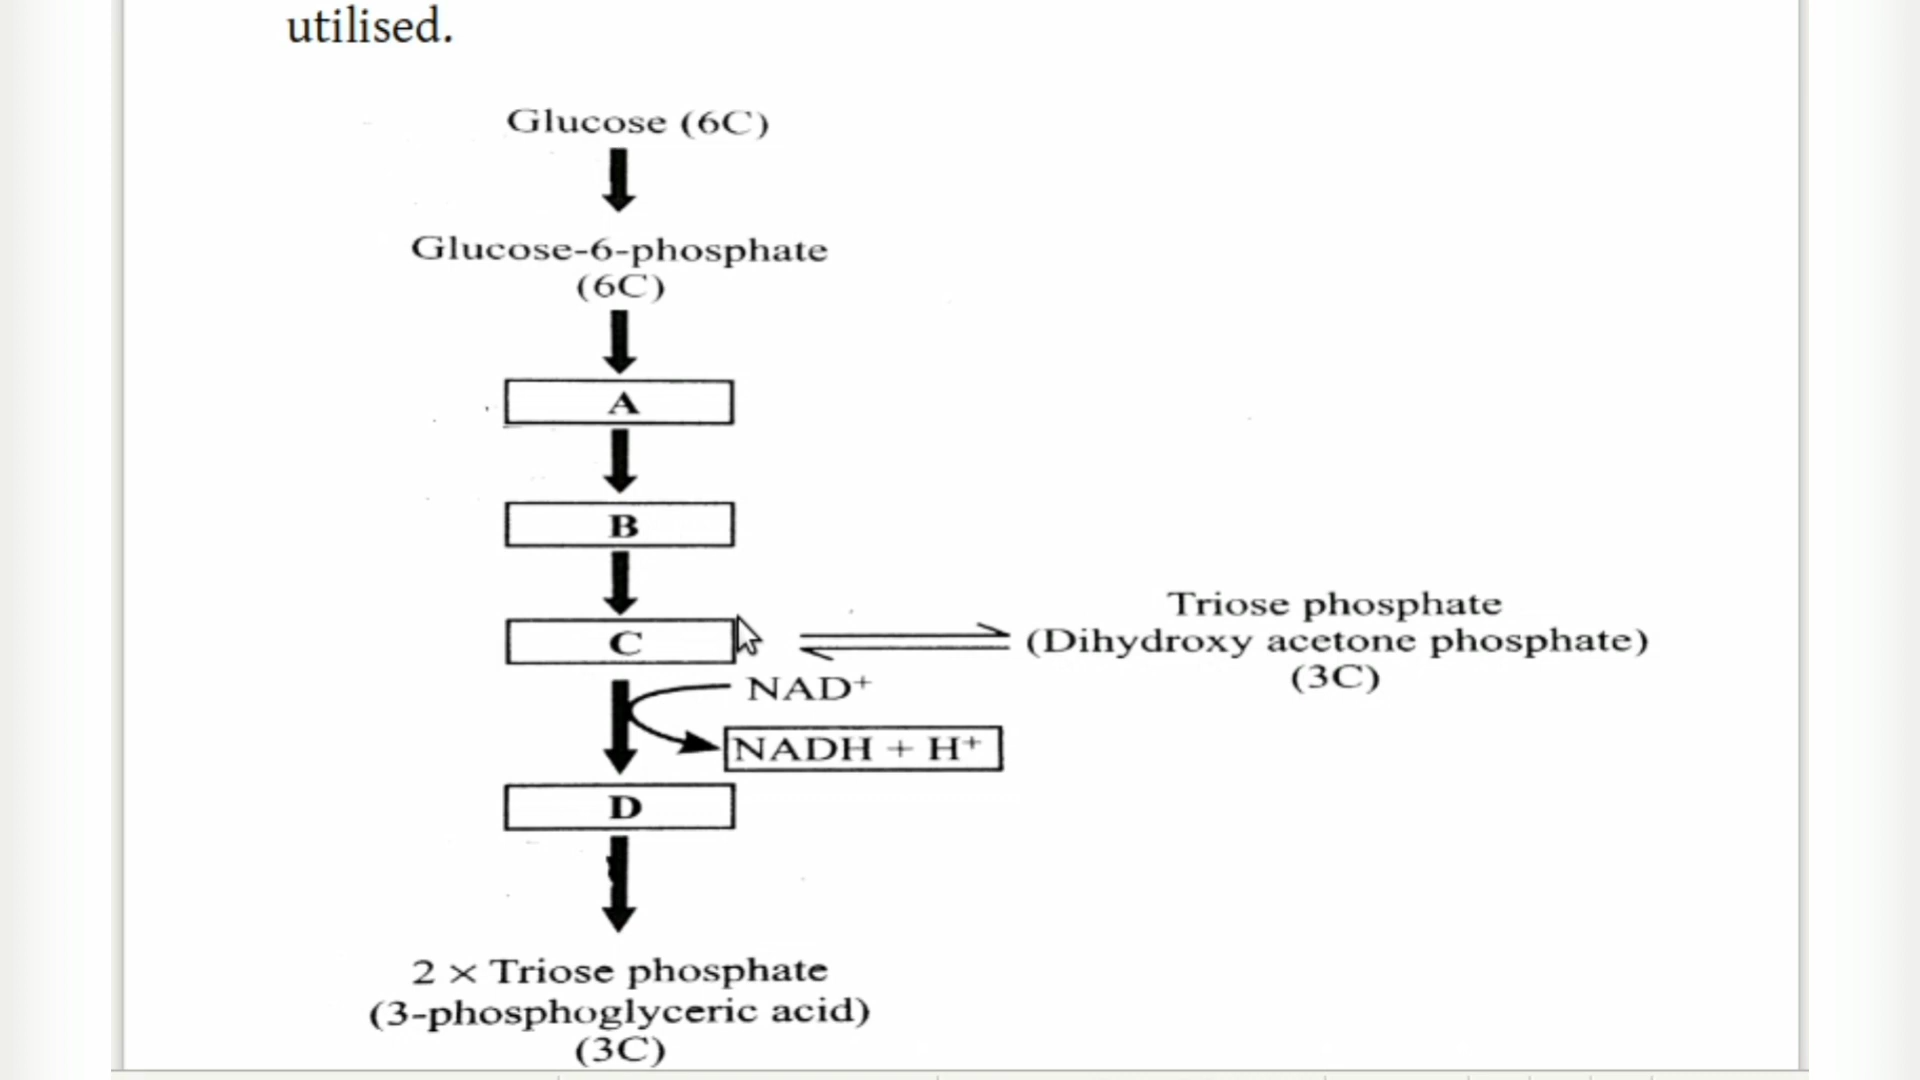 utilised.
Glucose (6C)
Glucose-6-phosphate
(6C)
A
B
C
Triose phosphate
(Dihydroxy acetone phosphate)
(3C)
NAD⁺
NADH + H⁺
D
2 × Triose phosphate
(3-phosphoglyceric acid)
(3C)